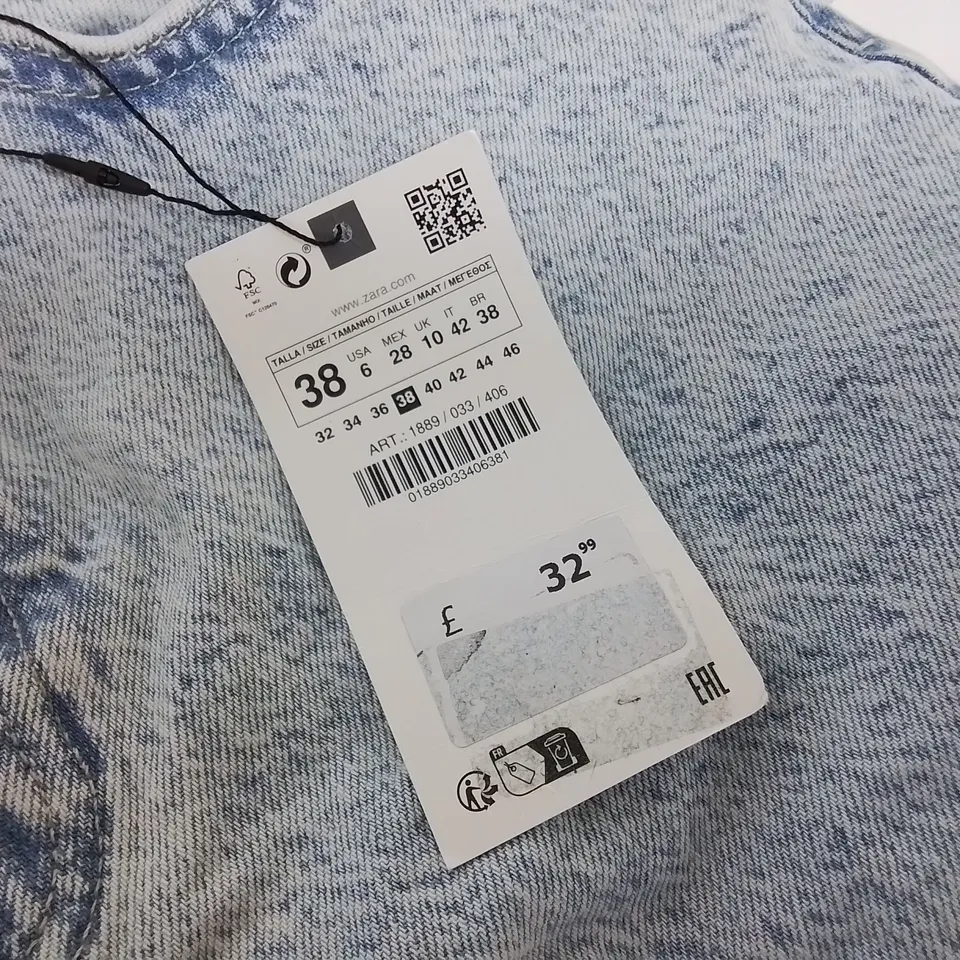 FSC
MIX
FSC® C128470
®
www.zara.com
TALLA / SIZE / TAMANHO / TAILLE / MAAT / ΜΕΓΕΘΟΣ
38
USA 6
MEX 28
UK 10
IT 42
BR 38
32 34 36 38 40 42 44 46
ART.: 1889 / 033 / 406
01889033406381
£ 32.99
EAC
FR